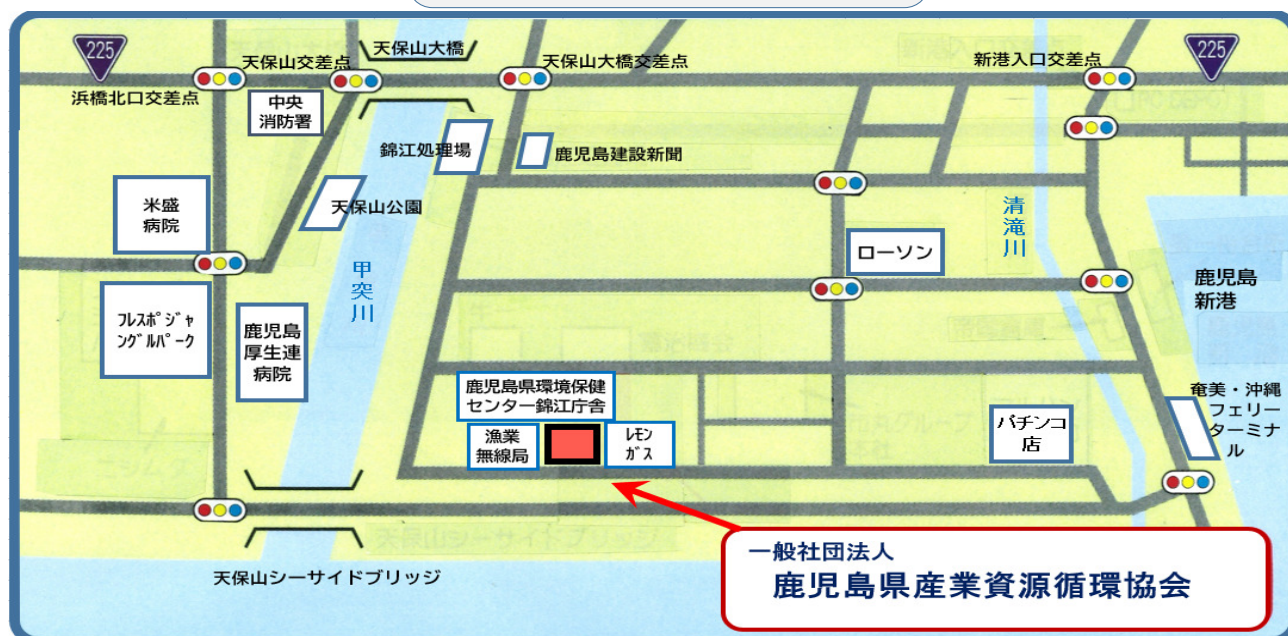 225
天保山大橋
225
天保山交差点
天保山大橋交差点
新港入口交差点
浜橋北口交差点
中央
消防署
錦江処理場
鹿児島建設新聞
米盛
病院
天保山公園
清滝川
ローソン
甲突川
鹿児島
新港
フレスポジャ
ングルパーク
鹿児島
厚生連
病院
鹿児島県環境保健
センター錦江庁舎
奄美・沖縄
フェリー
ターミナ
ル
漁業
無線局
レモン
ガス
パチンコ
店
天保山シーサイドブリッジ
一般社団法人
鹿児島県産業資源循環協会